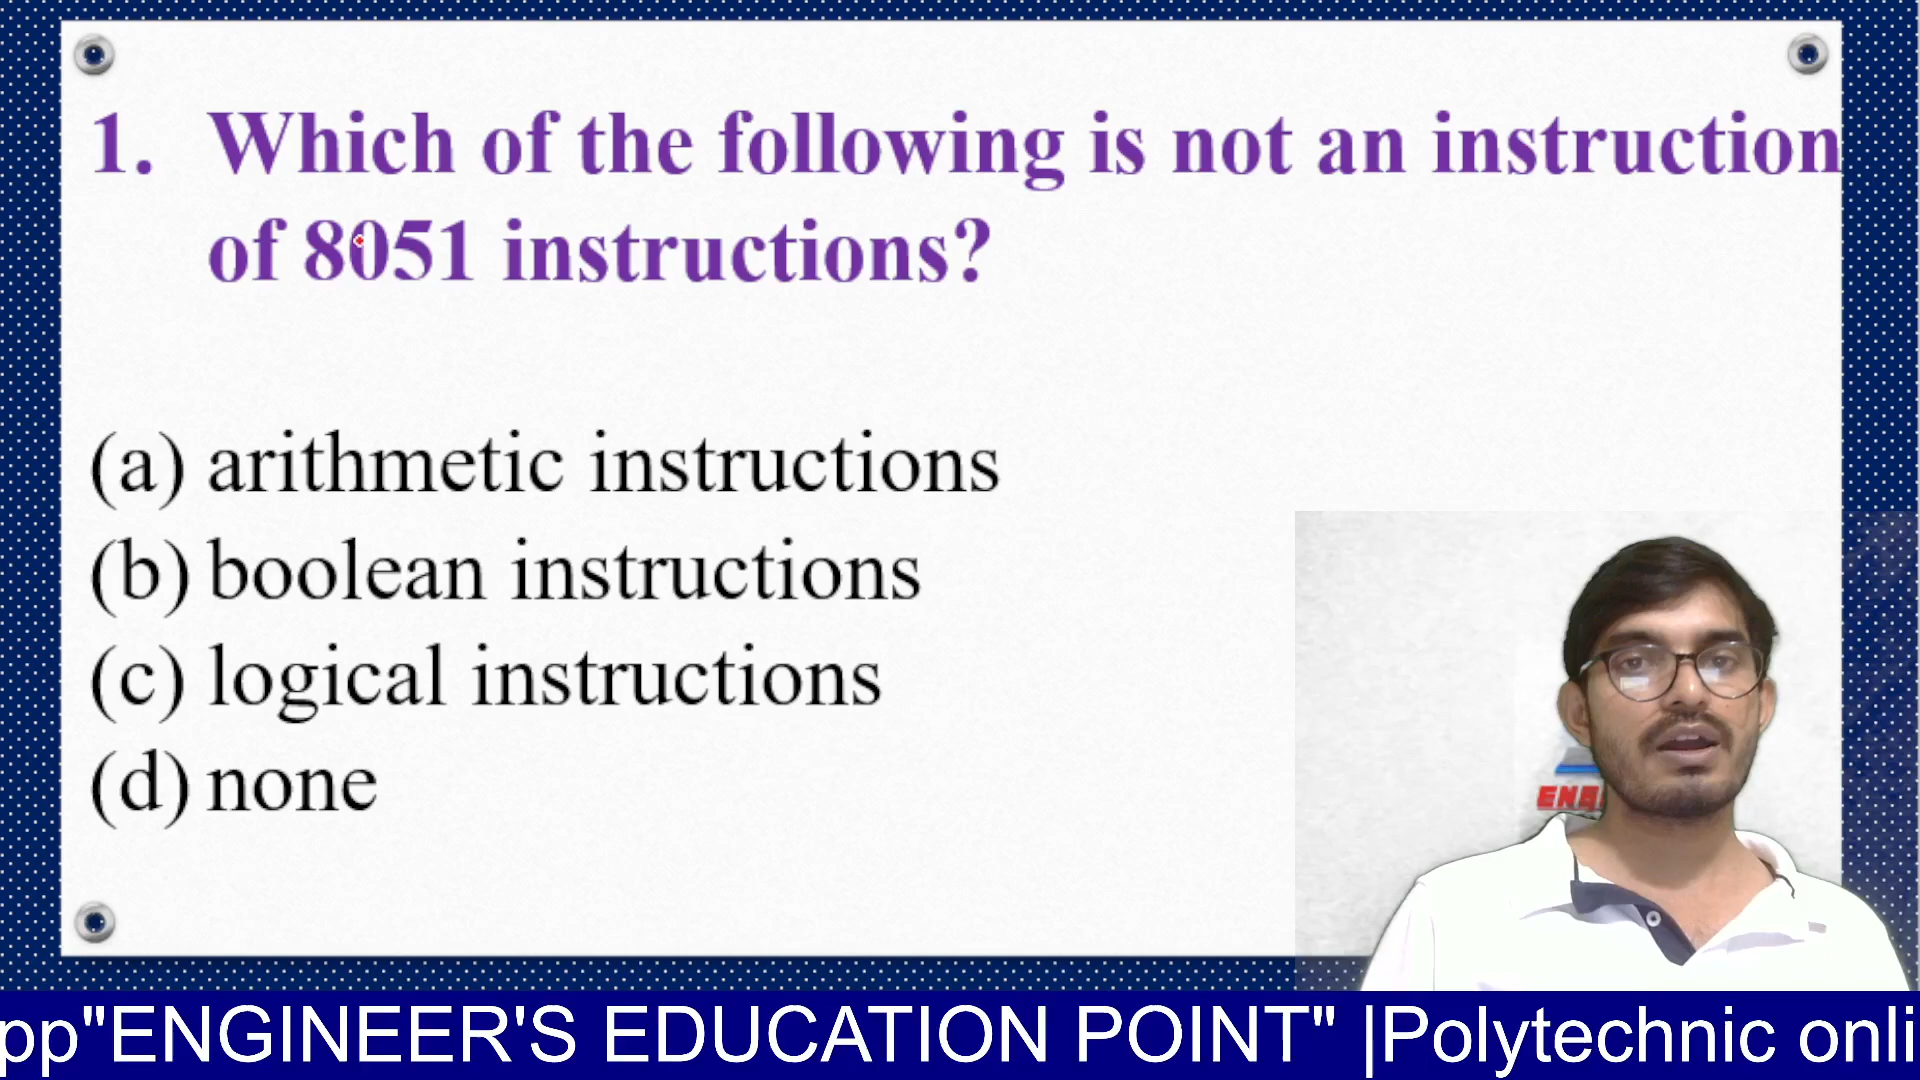 1. Which of the following is not an instruction
of 8051 instructions?
(a) arithmetic instructions
(b) boolean instructions
(c) logical instructions
(d) none
pp"ENGINEER'S EDUCATION POINT" |Polytechnic onli